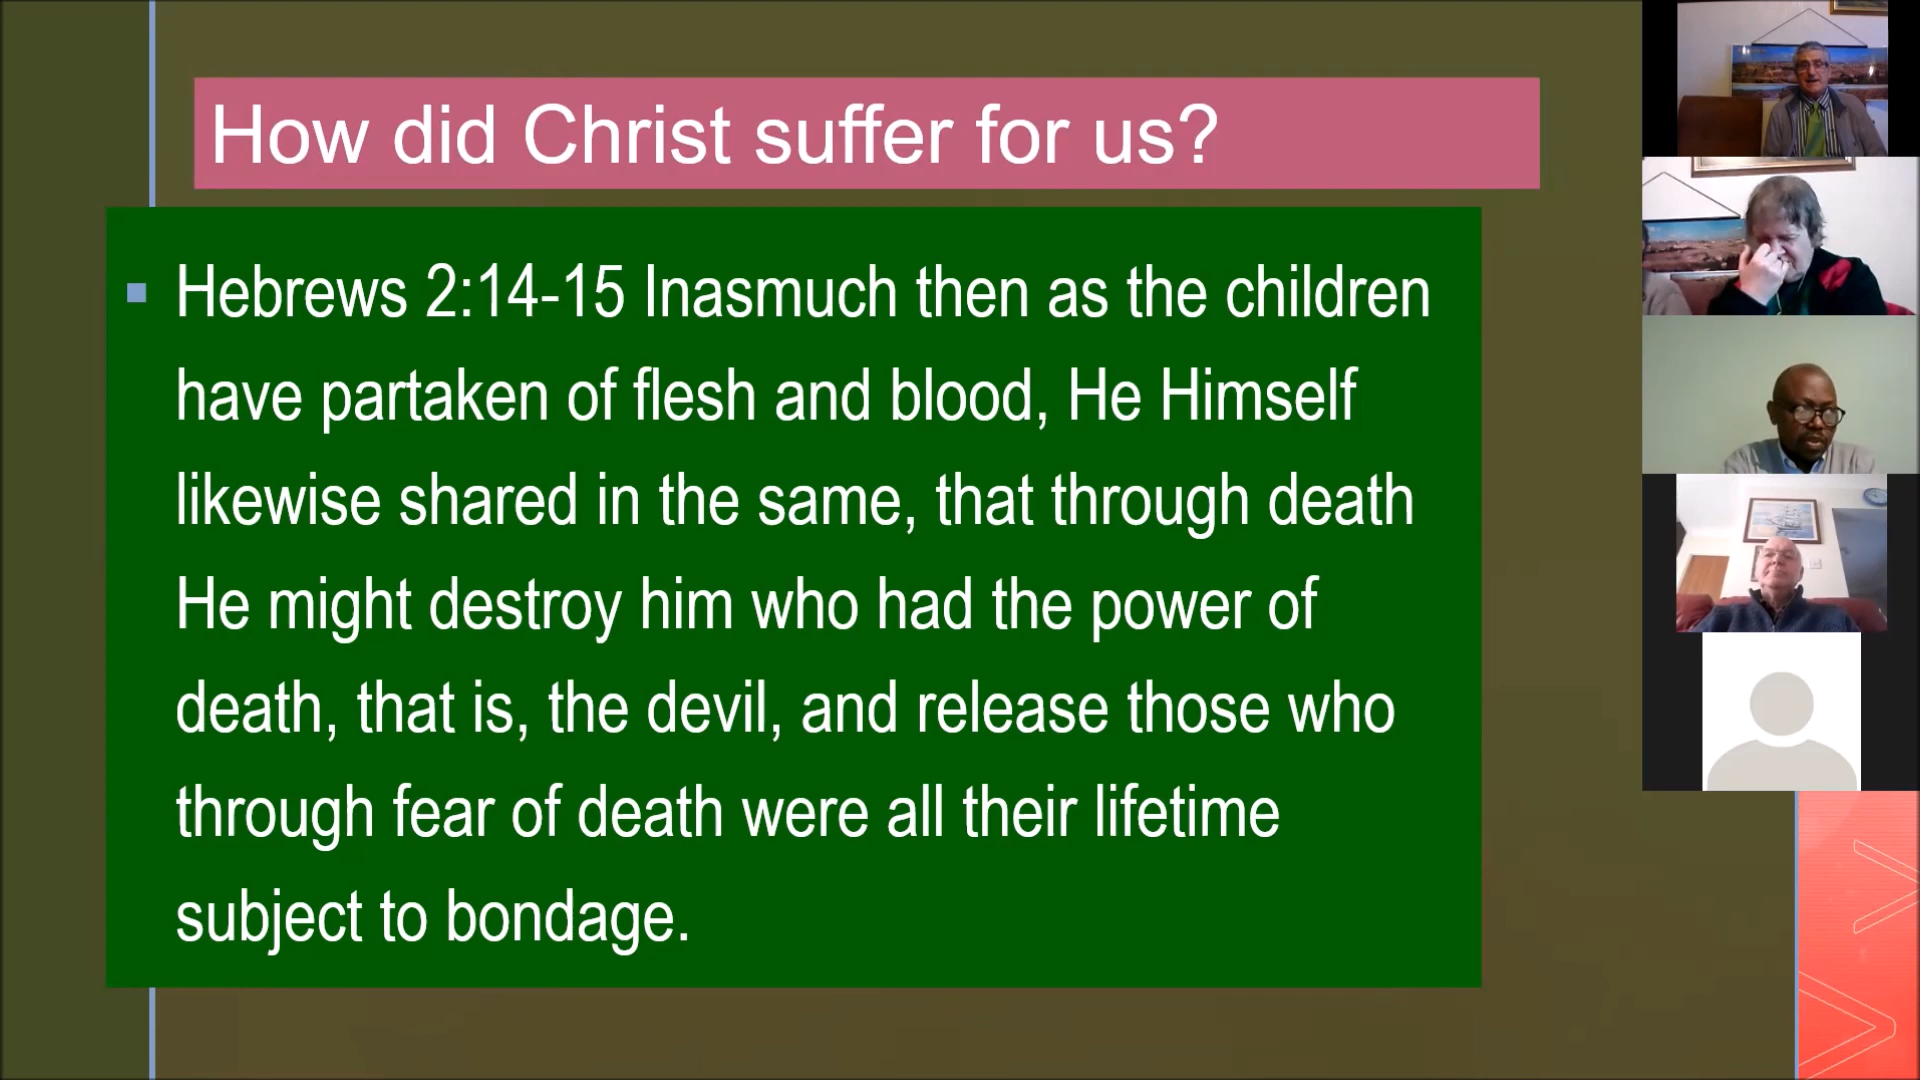 How did Christ suffer for us?
▪ Hebrews 2:14-15 Inasmuch then as the children
have partaken of flesh and blood, He Himself
likewise shared in the same, that through death
He might destroy him who had the power of
death, that is, the devil, and release those who
through fear of death were all their lifetime
subject to bondage.